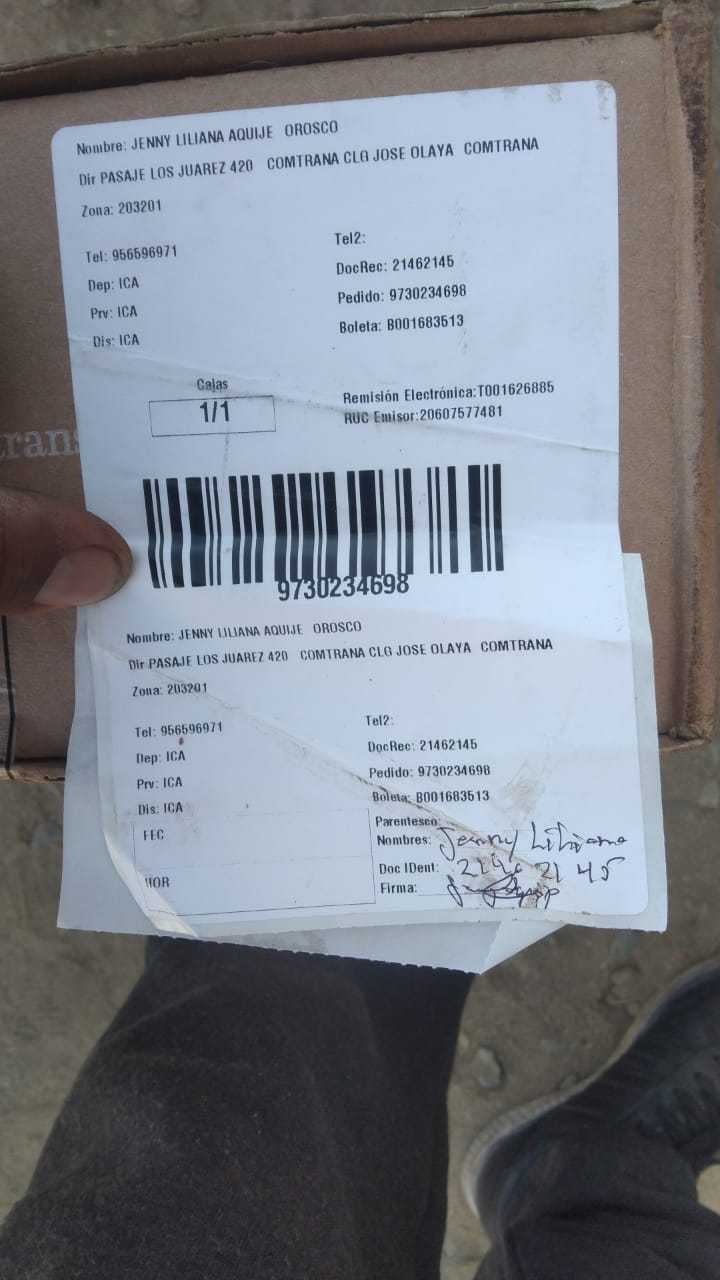 Nombre: JENNY LILIANA AQUIJE OROSCO
Dir PASAJE LOS JUAREZ 420 COMTRANA CLG JOSE OLAYA COMTRANA
Zona: 203201
Tel: 956596971
Dep: ICA
Prv: ICA
Dis: ICA
Tel2:
DocRec: 21462145
Pedido: 9730234698
Boleta: B001683513
Cajas
1/1
Remisión Electrónica:T001626885
RUC Emisor:20607577481
trans
9730234698
Nombre: JENNY LILIANA AQUIJE OROSCO
Dir PASAJE LOS JUAREZ 420 COMTRANA CLG JOSE OLAYA COMTRANA
Zona: 203201
Tel: 956596971
Dep: ICA
Prv: ICA
Dis: ICA
Tel2:
DocRec: 21462145
Pedido: 9730234698
Boleta: B001683513
FEC
HOR
Parentesco:
Nombres: Jenny Liliana
Doc IDent: 21462145
Firma: